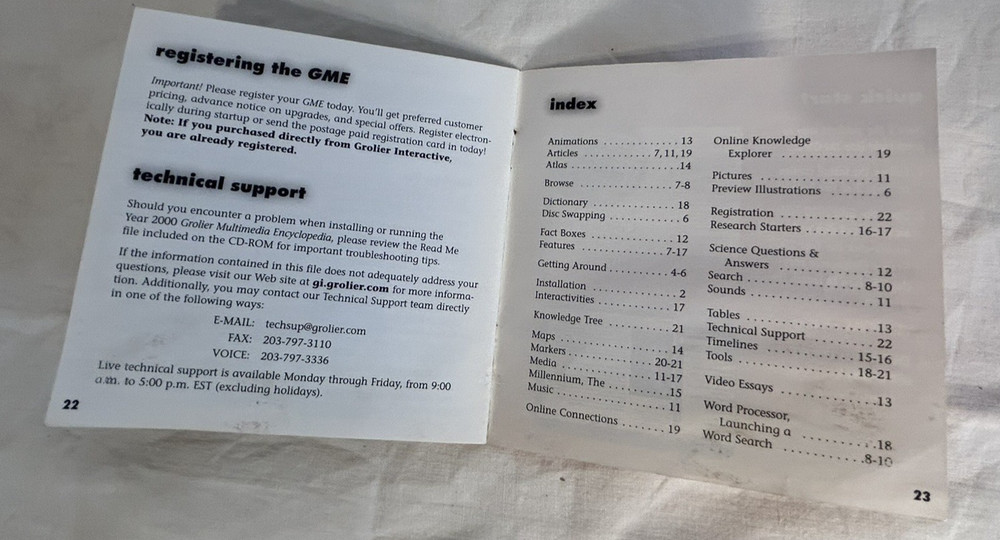 registering the GME
Important! Please register your GME today. You'll get preferred customer
pricing, advance notice on upgrades, and special offers. Register electron-
ically during startup or send the postage paid registration card in today!
Note: If you purchased directly from Grolier Interactive,
you are already registered.
technical support
Should you encounter a problem when installing or running the
Year 2000 Grolier Multimedia Encyclopedia, please review the Read Me
file included on the CD-ROM for important troubleshooting tips.
If the information contained in this file does not adequately address your
questions, please visit our Web site at gi.grolier.com for more informa-
tion. Additionally, you may contact our Technical Support team directly
in one of the following ways:
E-MAIL: techsup@grolier.com
FAX: 203-797-3110
VOICE: 203-797-3336
Live technical support is available Monday through Friday, from 9:00
a.m. to 5:00 p.m. EST (excluding holidays).
22
index
Animations ............ 13
Articles ............ 7, 11, 19
Atlas ............ 14
Browse ............ 7-8
Dictionary ............ 18
Disc Swapping ............ 6
Fact Boxes ............ 12
Features ............ 7-17
Getting Around ............ 4-6
Installation ............ 2
Interactivities ............ 17
Knowledge Tree ............ 21
Maps ............ 14
Markers ............ 20-21
Media ............ 11-17
Millennium, The ............ 15
Music ............ 11
Online Connections ....... 19
Online Knowledge
Explorer ............ 19
Pictures ............ 11
Preview Illustrations ....... 6
Registration ............ 22
Research Starters ....... 16-17
Science Questions &
Answers ............ 12
Search ............ 8-10
Sounds ............ 11
Tables ............ 13
Technical Support ....... 22
Timelines ............ 15-16
Tools ............ 18-21
Video Essays ............ 13
Word Processor,
Launching a ............ 18
Word Search ............ 8-10
23